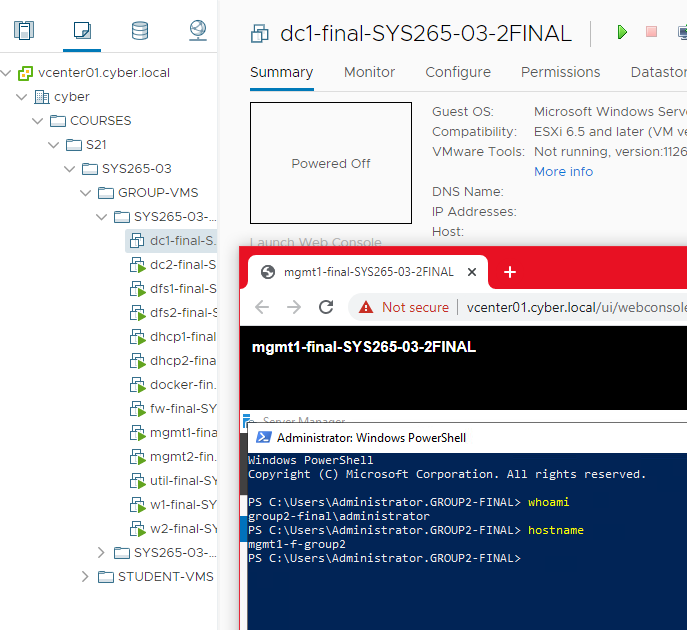 vcenter01.cyber.local
cyber
COURSES
S21
SYS265-03
GROUP-VMS
SYS265-03-...
dc1-final-S...
dc2-final-S
dfs1-final-S
dfs2-final-S
dhcp1-final
dhcp2-fina
docker-fin.
fw-final-SY
mgmt1-fina
mgmt2-fin.
util-final-SY
w1-final-SY
w2-final-SY
SYS265-03-...
STUDENT-VMS
dc1-final-SYS265-03-2FINAL
Summary Monitor Configure Permissions Datastor
Powered Off
Guest OS: Microsoft Windows Serve
Compatibility: ESXi 6.5 and later (VM ve
VMware Tools: Not running, version:1126
More info
DNS Name:
IP Addresses:
Host:
Launch Web Console
mgmt1-final-SYS265-03-2FINAL
Not secure vcenter01.cyber.local/ui/webconsole
mgmt1-final-SYS265-03-2FINAL
Server Manager
Administrator: Windows PowerShell
Windows PowerShell
Copyright (C) Microsoft Corporation. All rights reserved.
PS C:\Users\Administrator.GROUP2-FINAL> whoami
group2-final\administrator
PS C:\Users\Administrator.GROUP2-FINAL> hostname
mgmt1-f-group2
PS C:\Users\Administrator.GROUP2-FINAL>